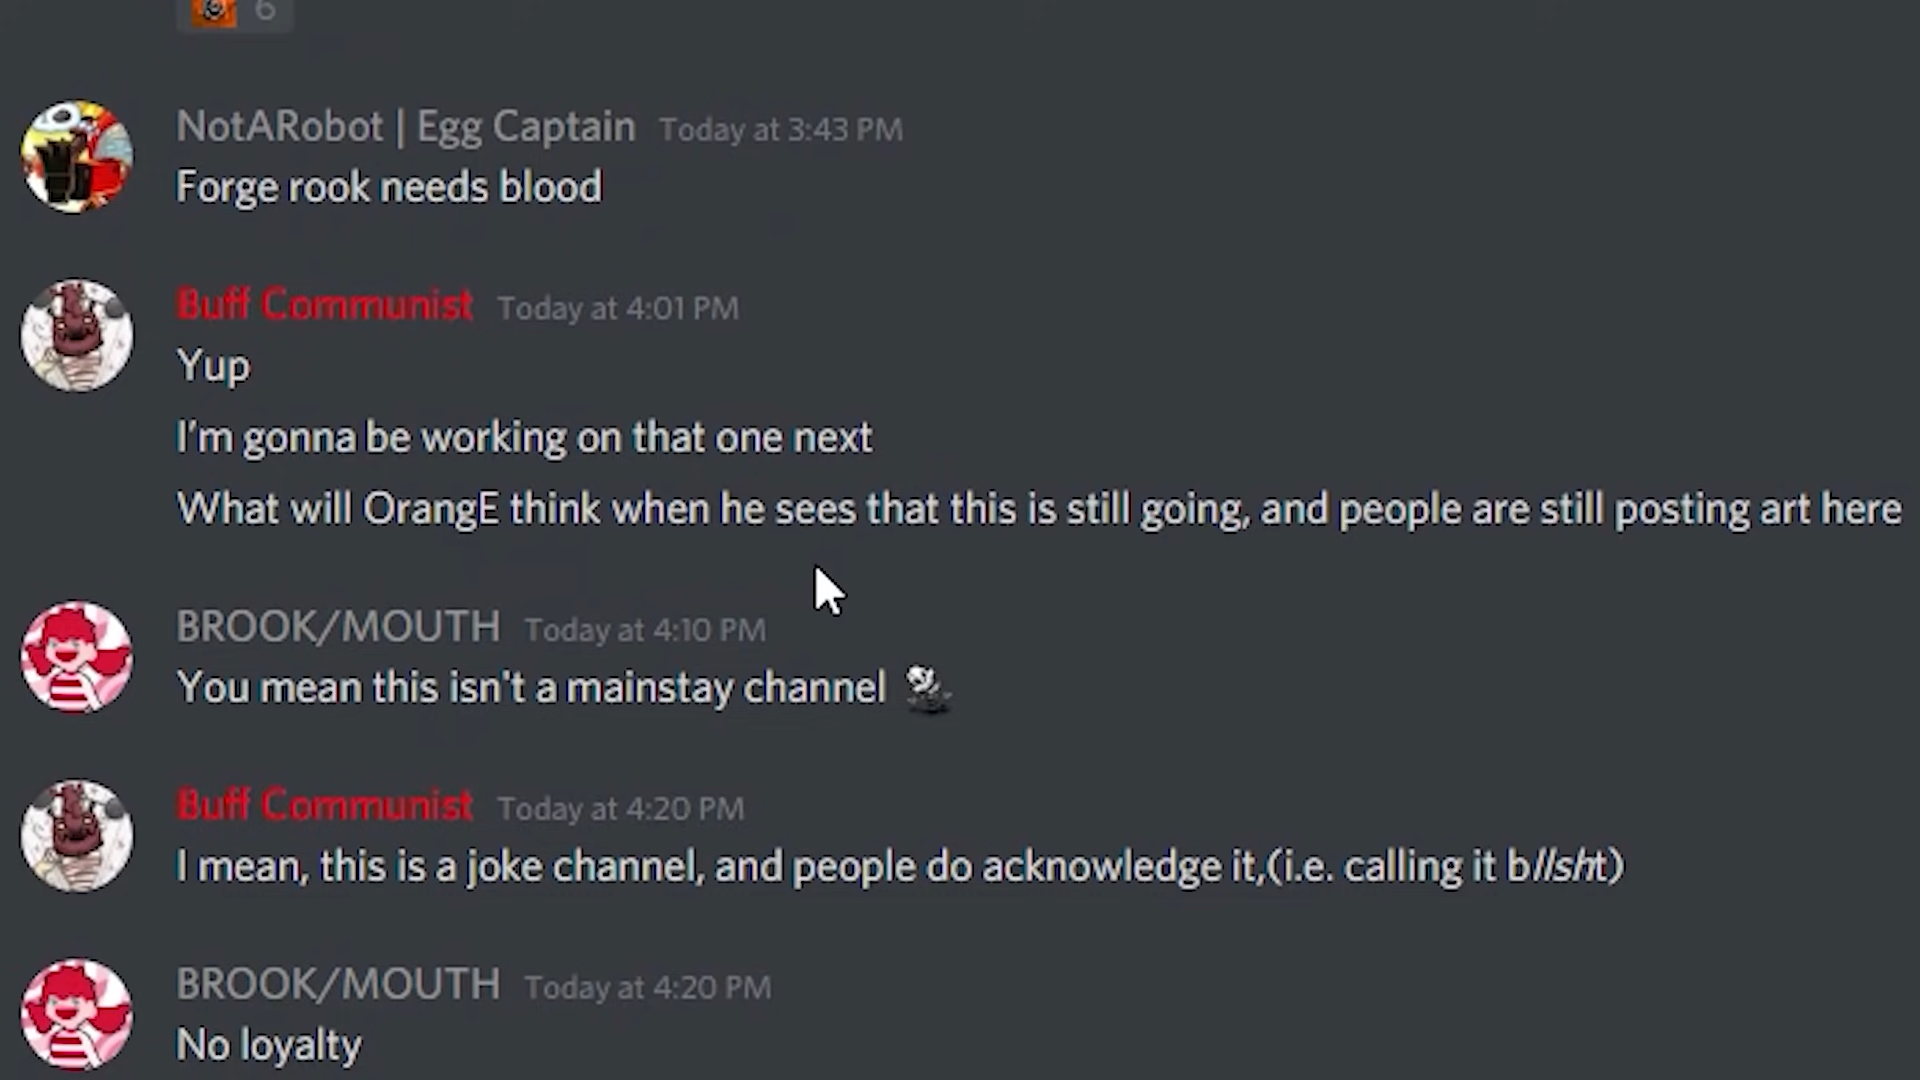 6
NotARobot | Egg Captain Today at 3:43 PM
Forge rook needs blood
Buff Communist Today at 4:01 PM
Yup
I'm gonna be working on that one next
What will OrangE think when he sees that this is still going, and people are still posting art here
BROOK/MOUTH Today at 4:10 PM
You mean this isn't a mainstay channel
Buff Communist Today at 4:20 PM
I mean, this is a joke channel, and people do acknowledge it,(i.e. calling it bllsht)
BROOK/MOUTH Today at 4:20 PM
No loyalty